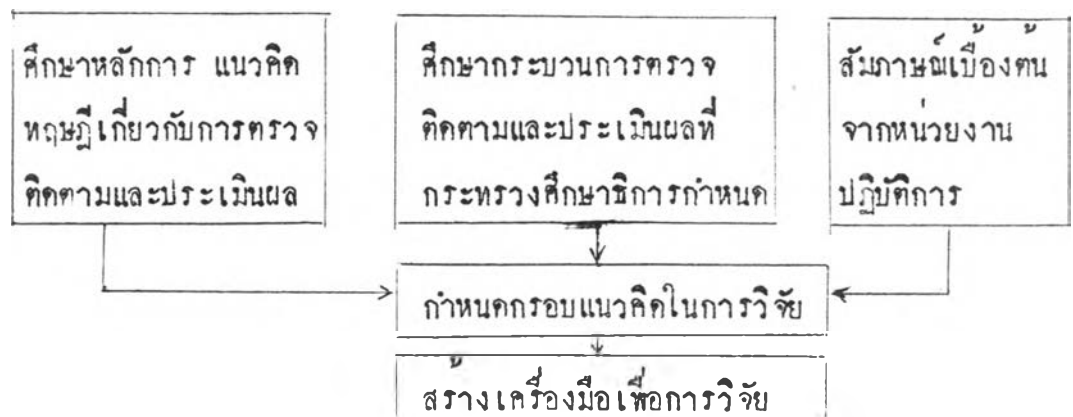 ศึกษาหลักการ แนวคิด
ทฤษฎีเกี่ยวกับการตรวจ
ติดตามและประเมินผล
ศึกษากระบวนการตรวจ
ติดตามและประเมินผลที่
กระทรวงศึกษาธิการกำหนด
สัมภาษณ์เบื้องต้น
จากหน่วยงาน
ปฏิบัติการ
กำหนดกรอบแนวคิดในการวิจัย
สร้างเครื่องมือเพื่อการวิจัย